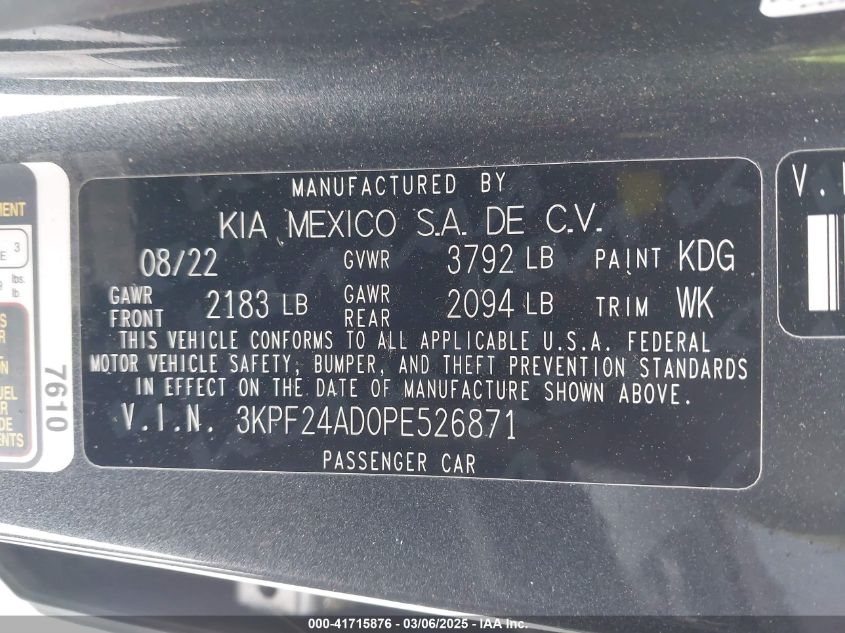 MANUFACTURED BY
KIA MEXICO S.A. DE C.V.
08/22 GVWR 3792 LB PAINT KDG
GAWR FRONT 2183 LB GAWR REAR 2094 LB TRIM WK
THIS VEHICLE CONFORMS TO ALL APPLICABLE U.S.A. FEDERAL
MOTOR VEHICLE SAFETY, BUMPER, AND THEFT PREVENTION STANDARDS
IN EFFECT ON THE DATE OF MANUFACTURE SHOWN ABOVE.
V.I.N. 3KPF24AD0PE526871
PASSENGER CAR
7610
3
lbs.
lb.
V.
000-41715876 - 03/06/2025 - IAA Inc.